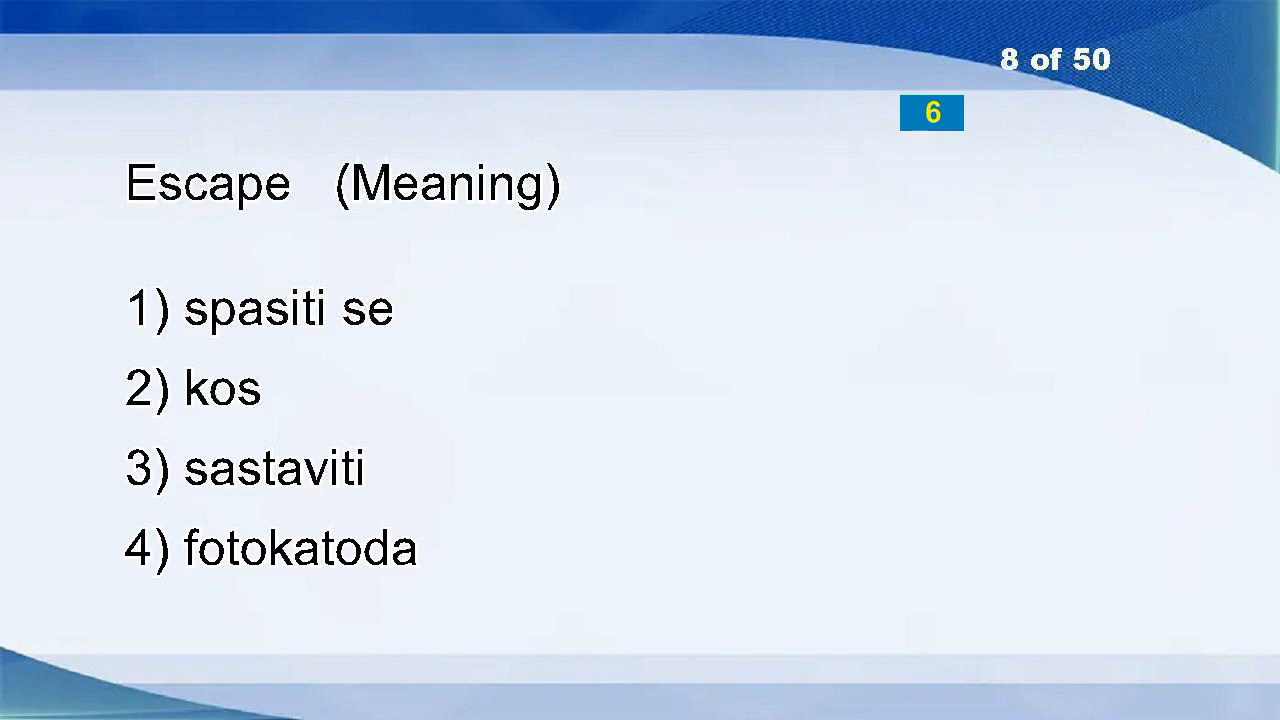 8 of 50
6
Escape (Meaning)
1) spasiti se
2) kos
3) sastaviti
4) fotokatoda